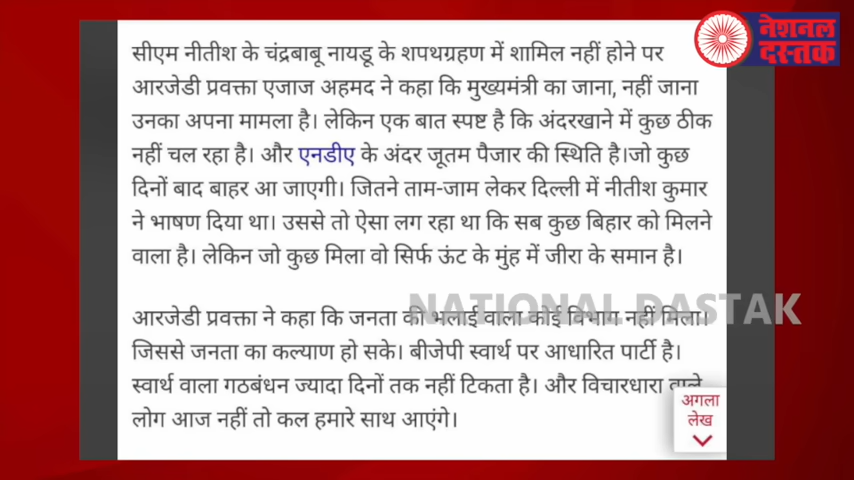 नेशनल
दस्तक
सीएम नीतीश के चंद्रबाबू नायडू के शपथग्रहण में शामिल नहीं होने पर
आरजेडी प्रवक्ता एजाज अहमद ने कहा कि मुख्यमंत्री का जाना, नहीं जाना
उनका अपना मामला है। लेकिन एक बात स्पष्ट है कि अंदरखाने में कुछ ठीक
नहीं चल रहा है। और एनडीए के अंदर जूतम पैजार की स्थिति है।जो कुछ
दिनों बाद बाहर आ जाएगी। जितने ताम-जाम लेकर दिल्ली में नीतीश कुमार
ने भाषण दिया था। उससे तो ऐसा लग रहा था कि सब कुछ बिहार को मिलने
वाला है। लेकिन जो कुछ मिला वो सिर्फ ऊंट के मुंह में जीरा के समान है।
NATIONAL DASTAK
आरजेडी प्रवक्ता ने कहा कि जनता की भलाई वाला कोई विभाग नहीं मिला।
जिससे जनता का कल्याण हो सके। बीजेपी स्वार्थ पर आधारित पार्टी है।
स्वार्थ वाला गठबंधन ज्यादा दिनों तक नहीं टिकता है। और विचारधारा वाले
लोग आज नहीं तो कल हमारे साथ आएंगे।
अगला
लेख